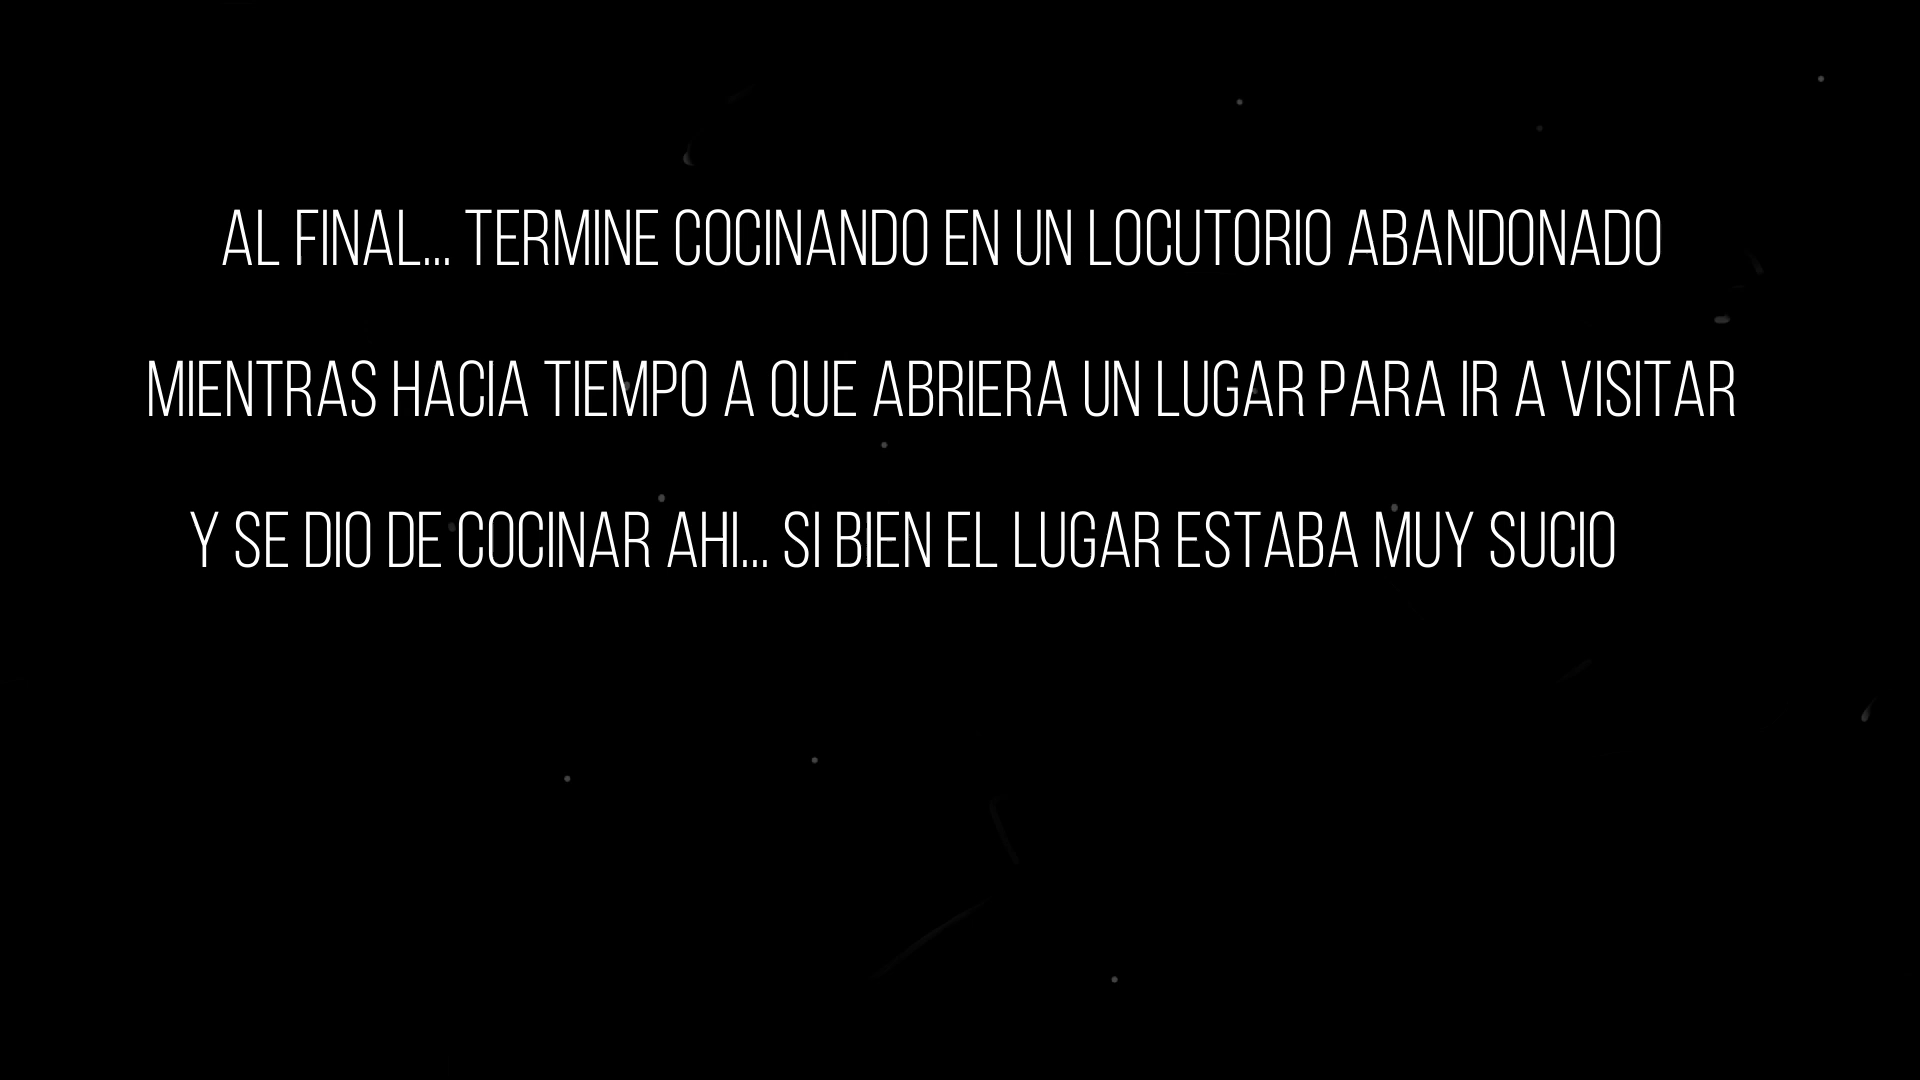 AL FINAL... TERMINE COCINANDO EN UN LOCUTORIO ABANDONADO
MIENTRAS HACIA TIEMPO A QUE ABRIERA UN LUGAR PARA IR A VISITAR
Y SE DIO DE COCINAR AHI... SI BIEN EL LUGAR ESTABA MUY SUCIO